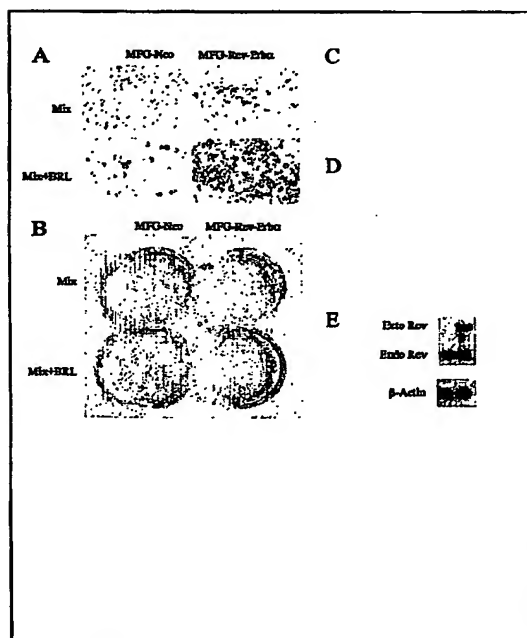 A
MFG-Neo MFG-Rev-Erbα
C
Mix
Mix+BRL
D
B
MFG-Neo MFG-Rev-Erbα
Mix
Mix+BRL
E
Ecto Rev
Endo Rev
β-Actin